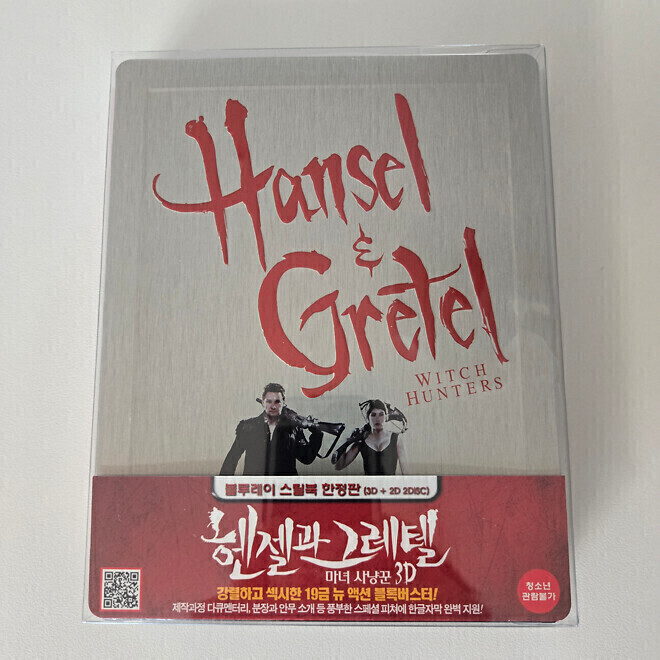 Hansel
&
Gretel
WITCH
HUNTERS
블루레이 스틸북 한정판 (3D + 2D 2DISC)
헨젤과 그레텔
마녀 사냥꾼 3D
강렬하고 섹시한 19금 뉴 액션 블록버스터!
제작과정 다큐멘터리, 분장과 안무 소개 등 풍부한 스페셜 피쳐에 한글자막 완벽 지원!
청소년
관람불가